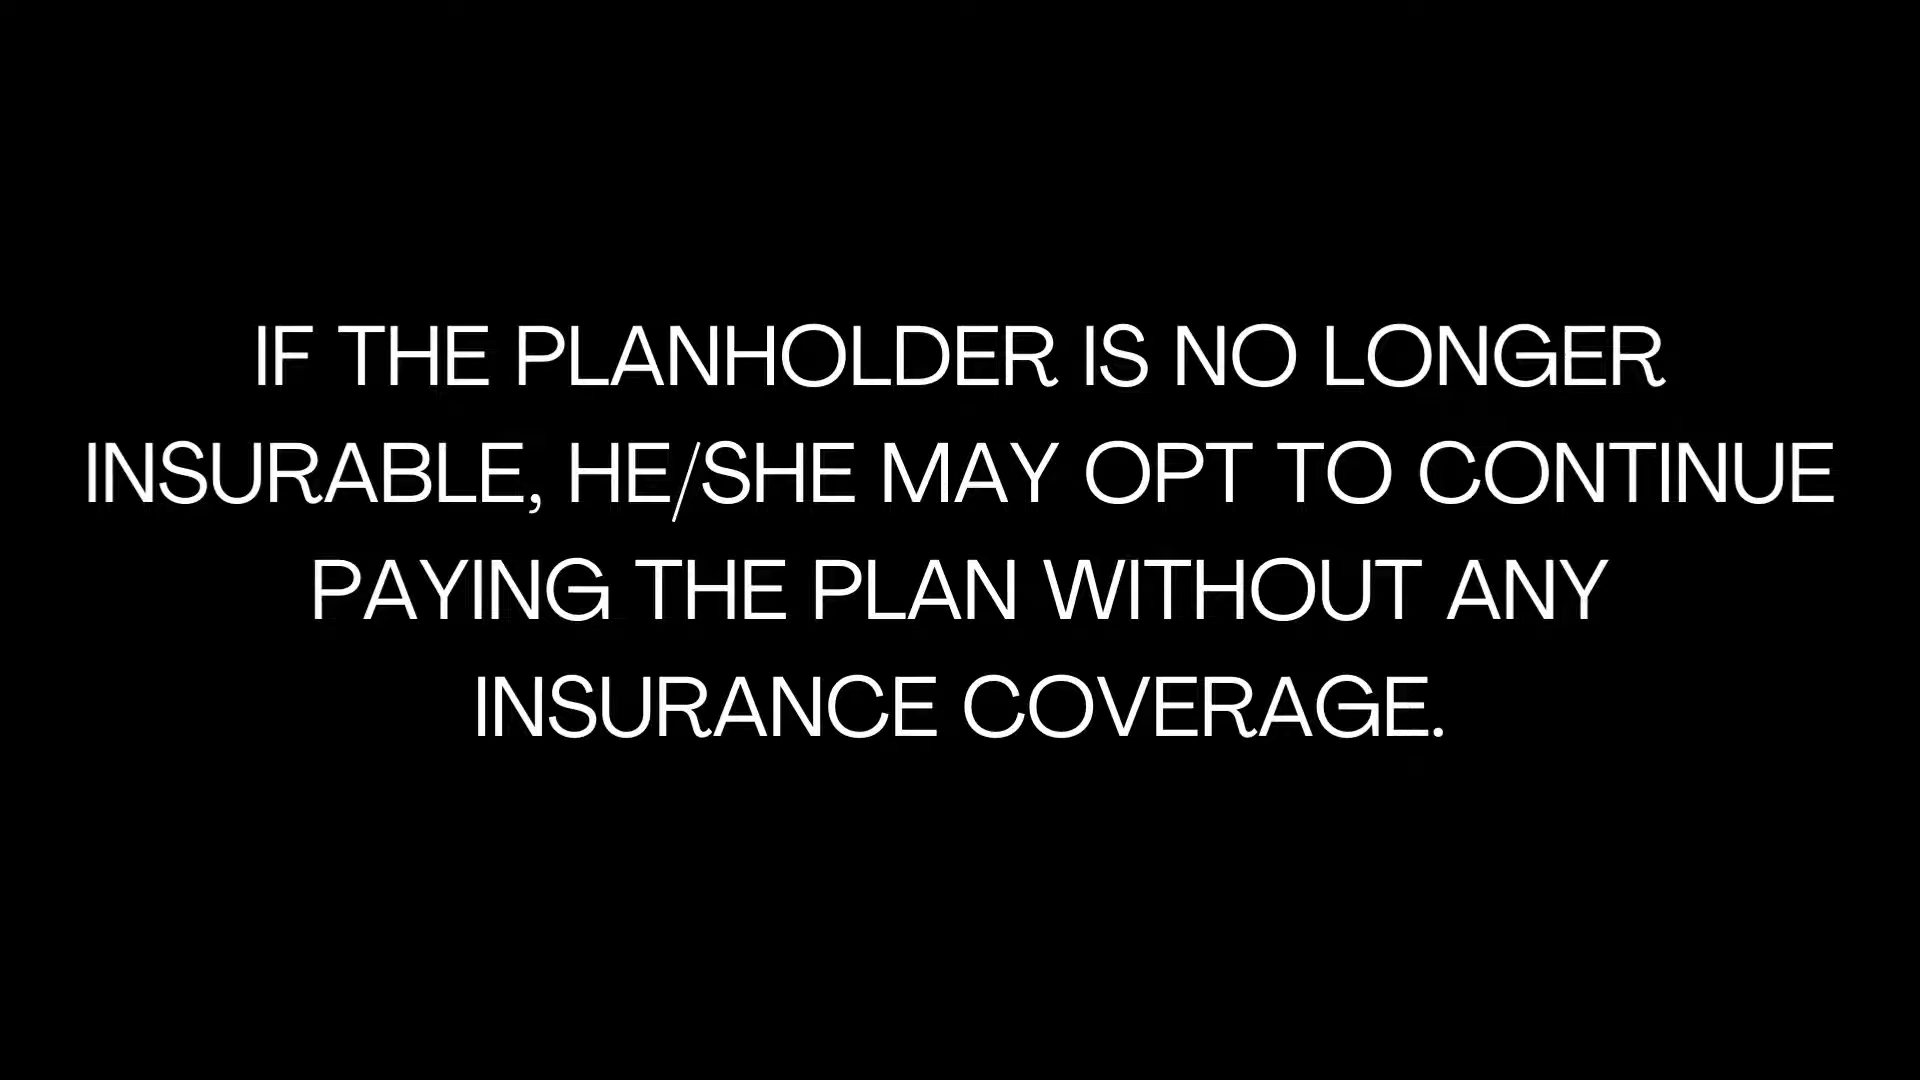 IF THE PLANHOLDER IS NO LONGER
INSURABLE, HE/SHE MAY OPT TO CONTINUE
PAYING THE PLAN WITHOUT ANY
INSURANCE COVERAGE.